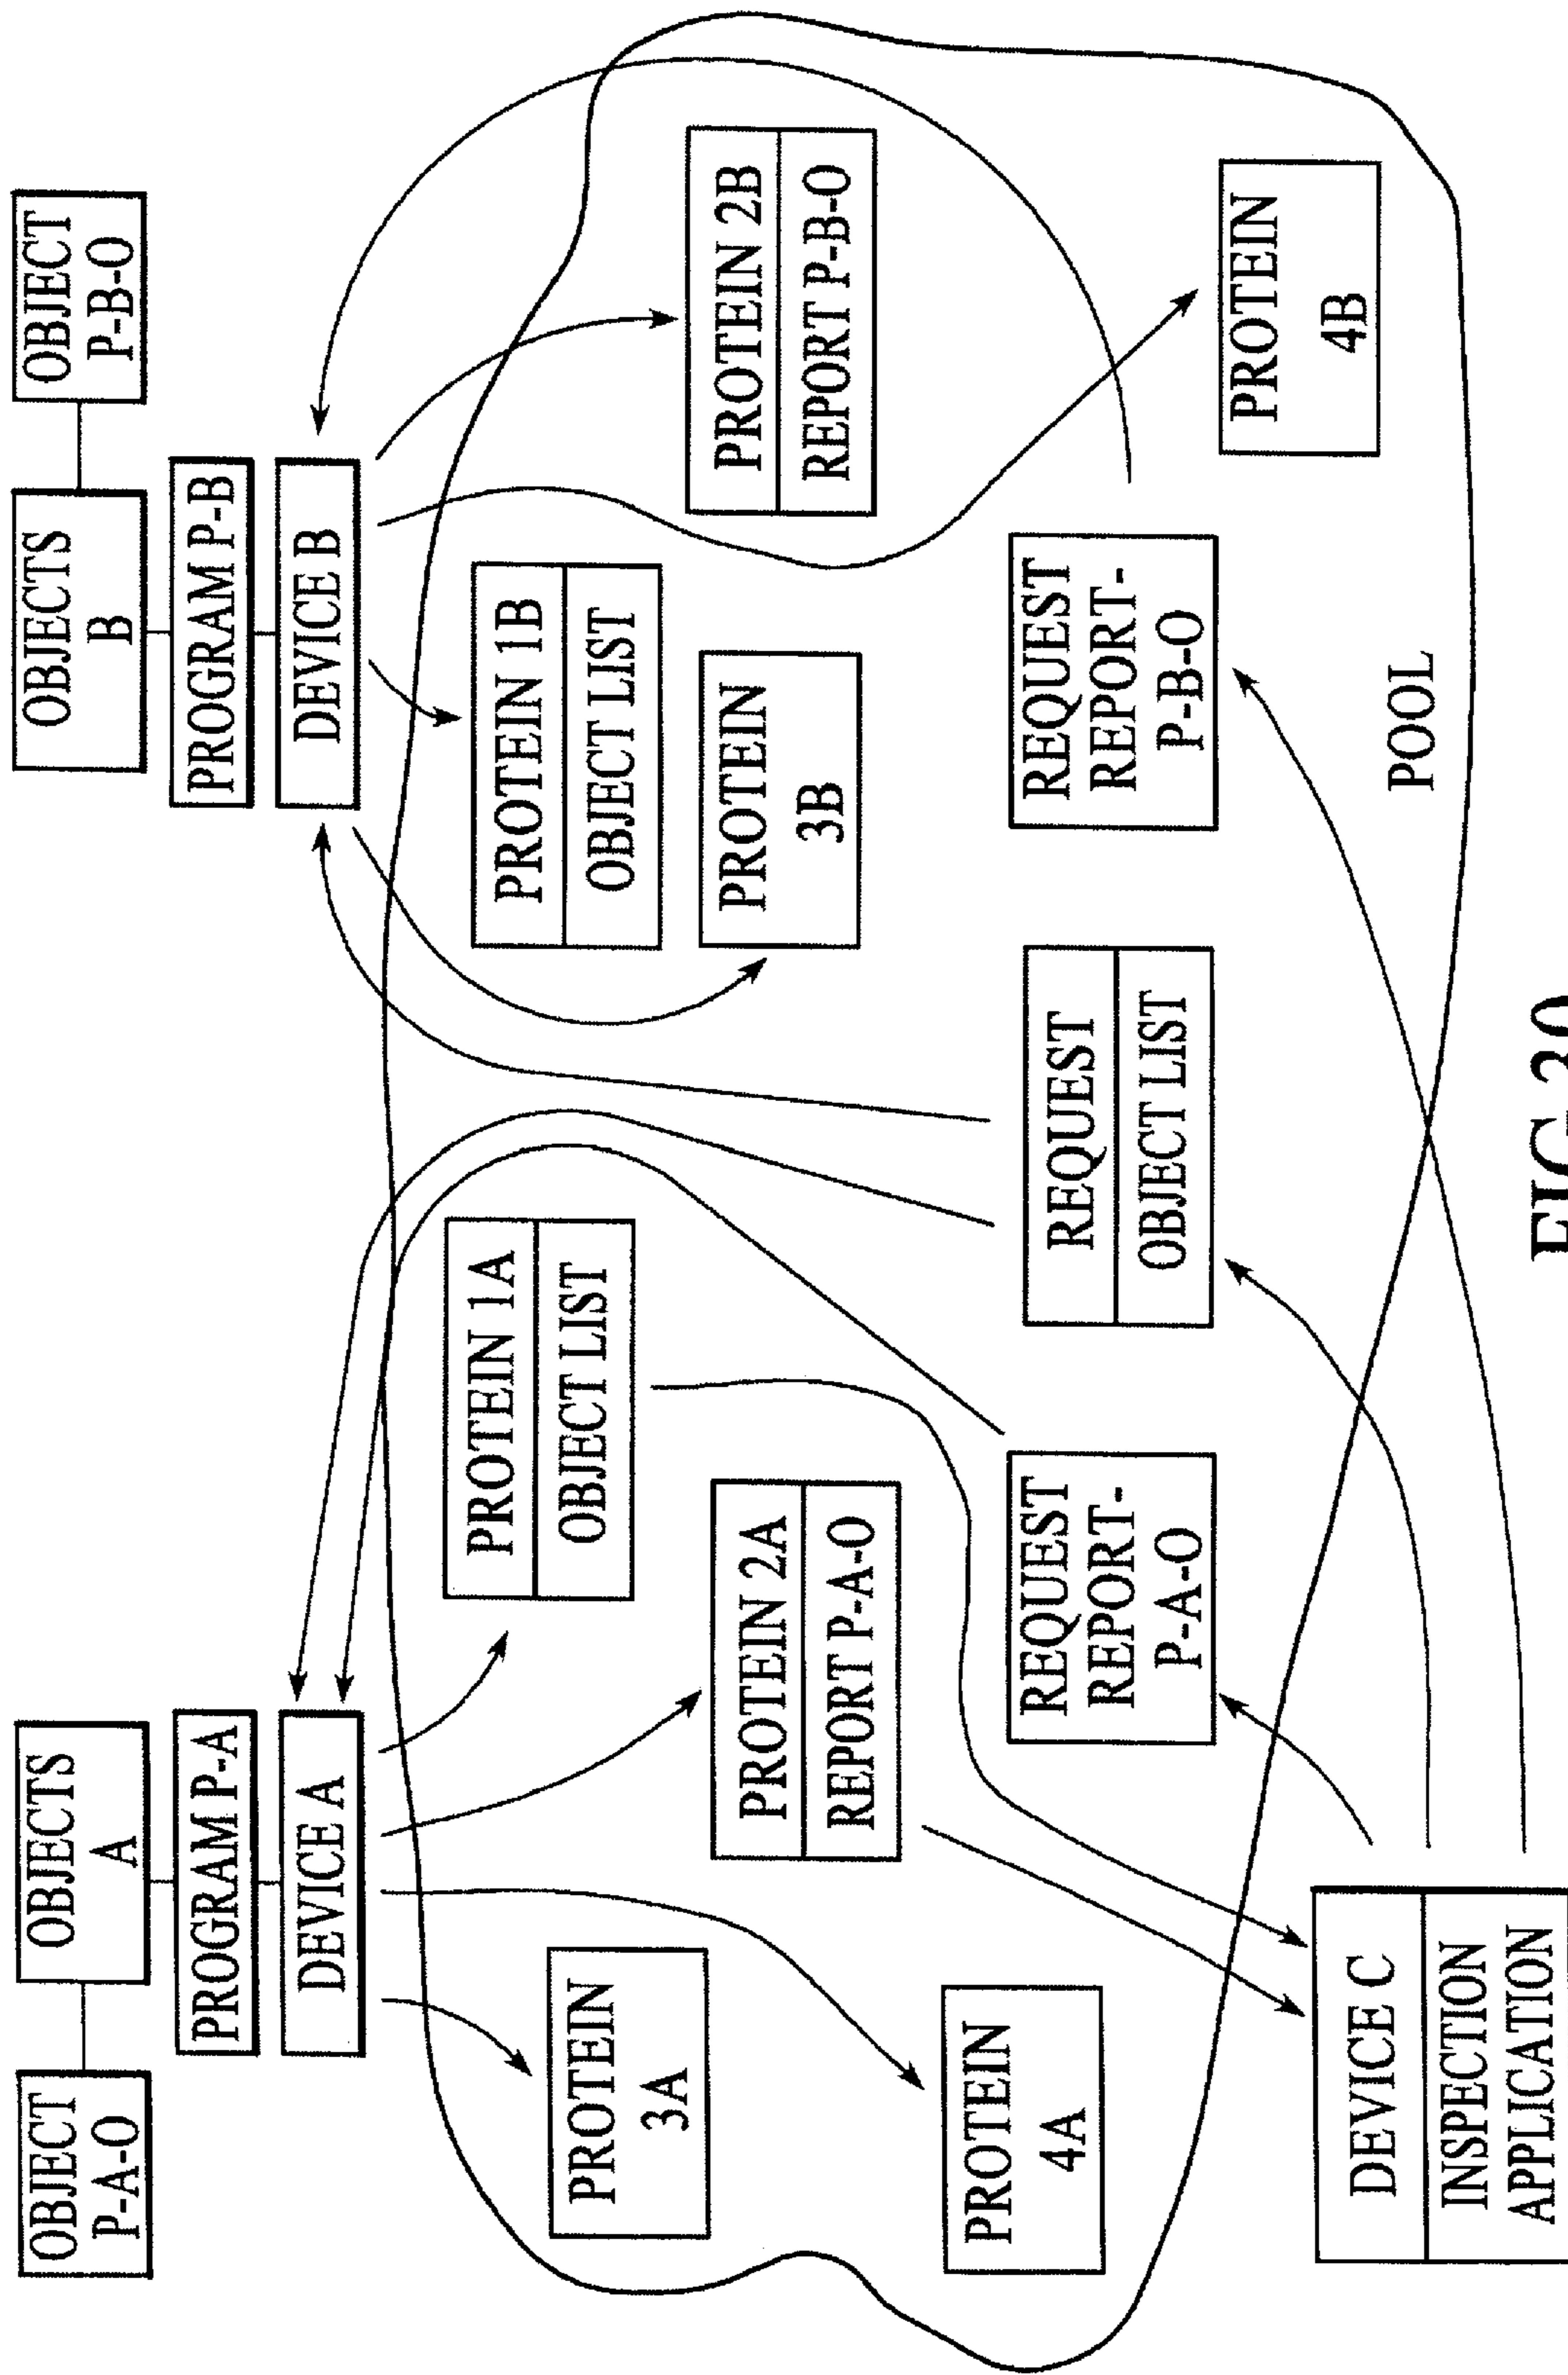 OBJECT
P-A-O
OBJECTS
A
PROGRAM P-A
DEVICE A
OBJECTS
B
OBJECT
P-B-O
PROGRAM P-B
DEVICE B
PROTEIN
3A
PROTEIN 1A
OBJECT LIST
PROTEIN 1B
OBJECT LIST
PROTEIN 2B
REPORT P-B-O
PROTEIN 2A
REPORT P-A-O
PROTEIN
3B
PROTEIN
4A
REQUEST
REPORT-
P-A-O
REQUEST
OBJECT LIST
REQUEST
REPORT-
P-B-O
PROTEIN
4B
POOL
DEVICE C
INSPECTION
APPLICATION